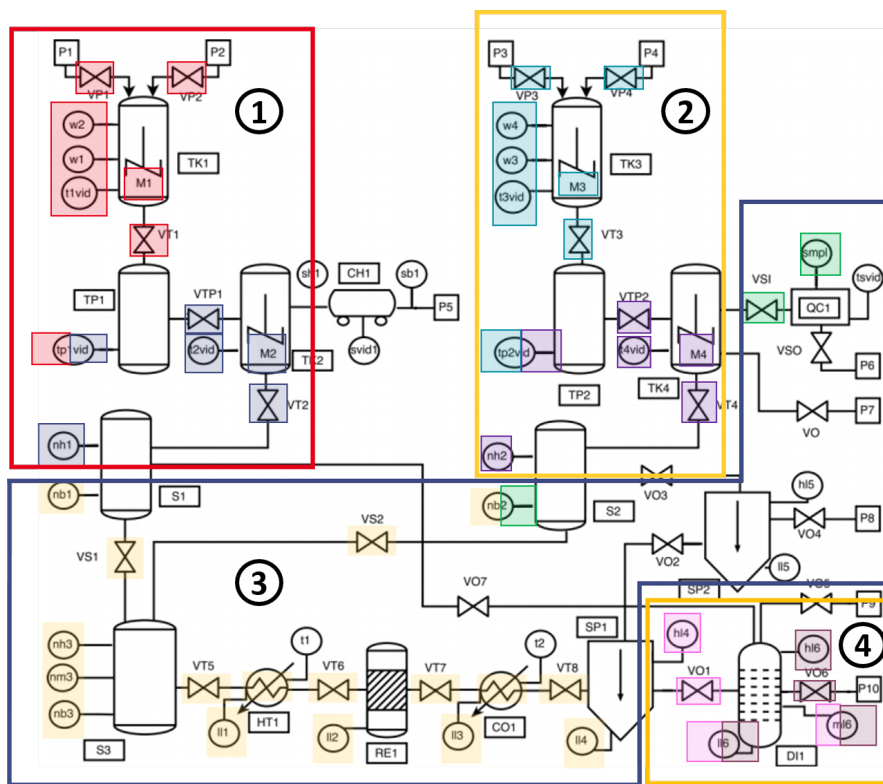 P1 P2 P3 P4
VP1 VP2 VP3 VP4
1 2
w2 w4
w1 TK1 w3 TK3
M1 M3
t1vid t3vid
VT1 VT3
smpl
sh1 CH1 sb1 VSI tsvid
TP1 VTP1 VTP2 QC1
P5
tp1vid t2vid M2 tp2vid t4vid M4 VSO
TK2 svid1 P6
TP2 TK4
VT2 VT4 P7
VO
nh1 nh2
VO3 hl5
nb1 S1 nb2 S2
VO4 P8
VS1 VS2 VO2
ll5
3 VO7 SP2 VO5 P9
nh3 t1 t2 SP1 hl4 hl6 4
nm3 VT5 VT6 VT7 VT8 VO1 VO6
P10
nb3 HT1 CO1 ml6
ll1 ll2 ll3 ll4 ll6
S3 RE1 DI1